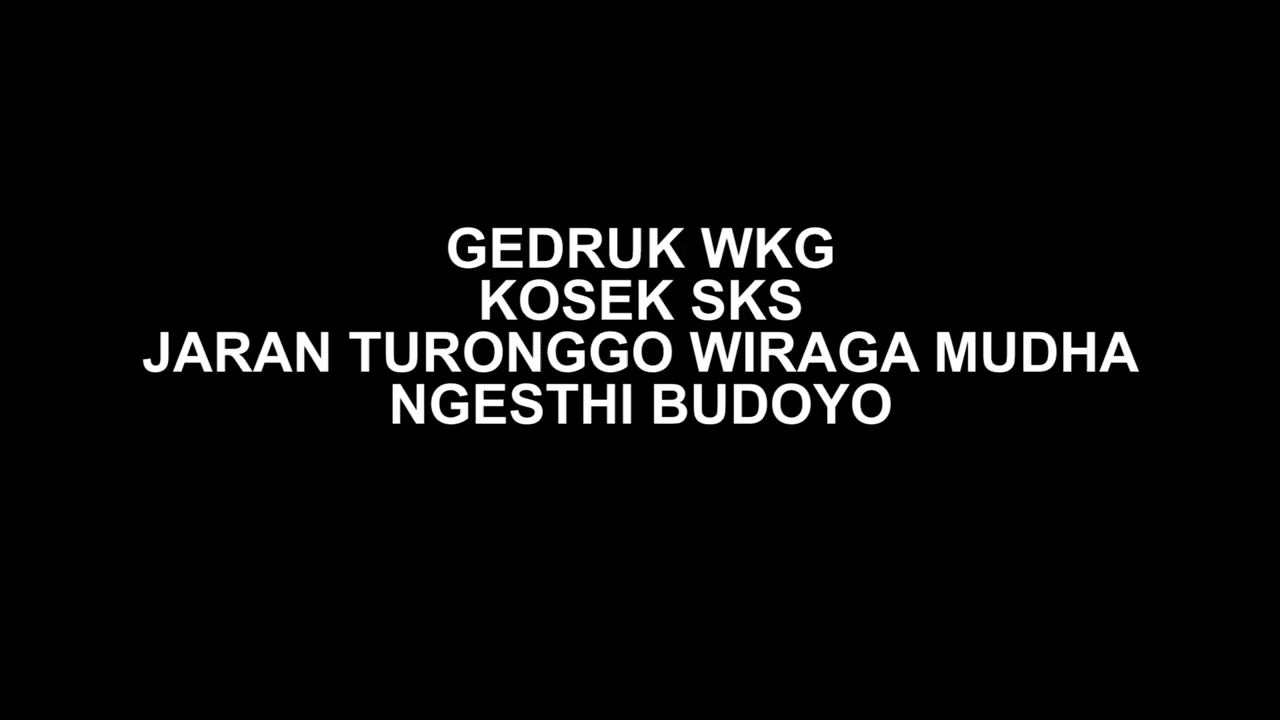 GEDRUK WKG
KOSEK SKS
JARAN TURONGGO WIRAGA MUDHA
NGESTHI BUDOYO